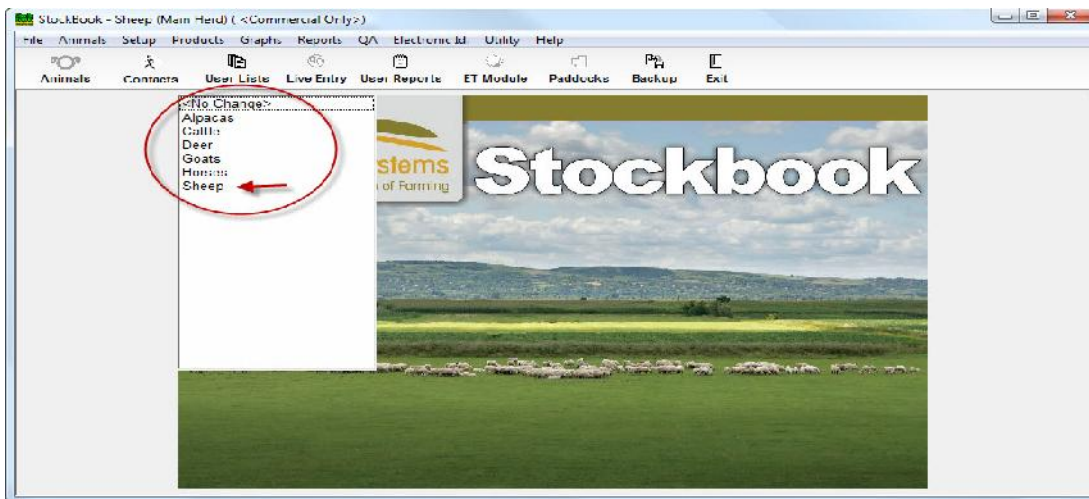 StockBook - Sheep (Main Herd) ( <Commercial Only>)
File Animals Setup Products Graphs Reports QA Electronic Id. Utility Help
Animals Contacts User Lists Live Entry User Reports ET Module Paddocks Backup Exit
<No Change>
Alpacas
Cattle
Deer
Goats
Horses
Sheep
stems
of Farming
Stockbook